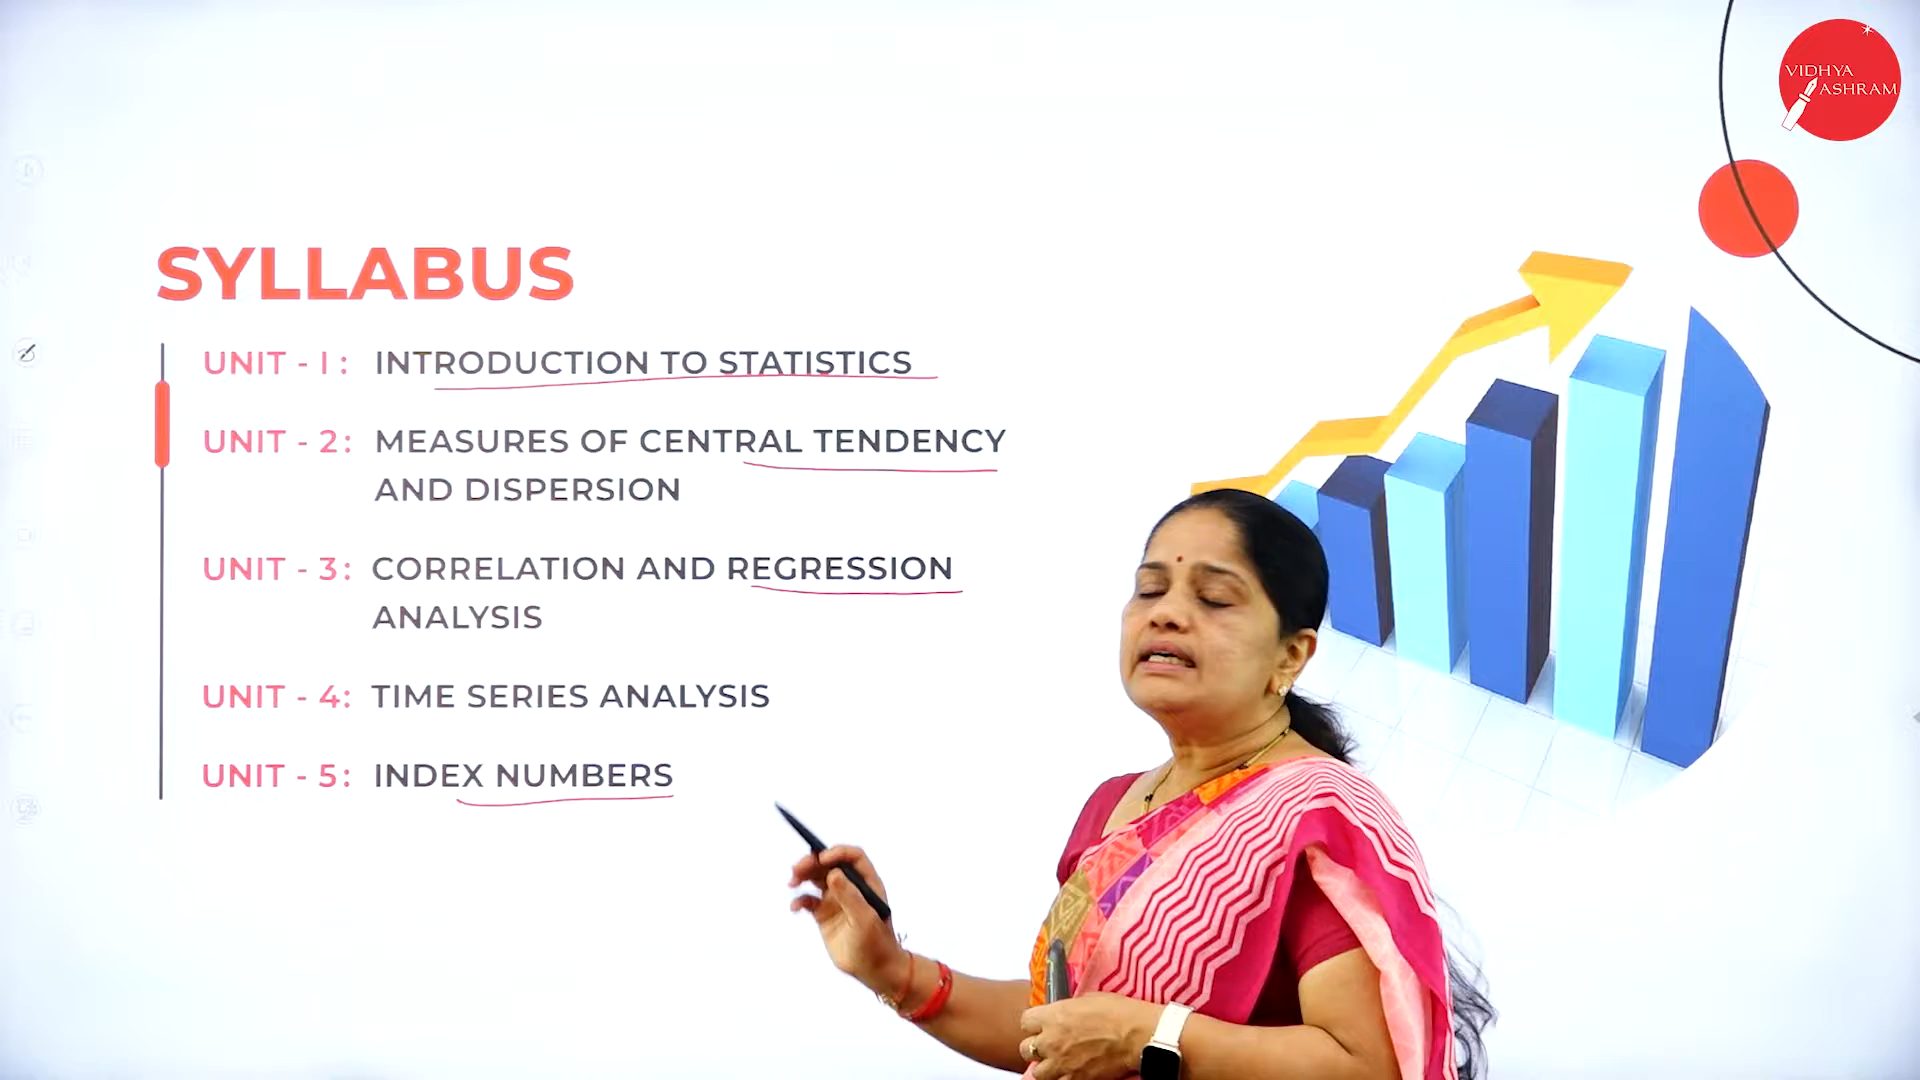 VIDHYA
ASHRAM
SYLLABUS
UNIT - I : INTRODUCTION TO STATISTICS
UNIT - 2 : MEASURES OF CENTRAL TENDENCY
AND DISPERSION
UNIT - 3 : CORRELATION AND REGRESSION
ANALYSIS
UNIT - 4 : TIME SERIES ANALYSIS
UNIT - 5 : INDEX NUMBERS